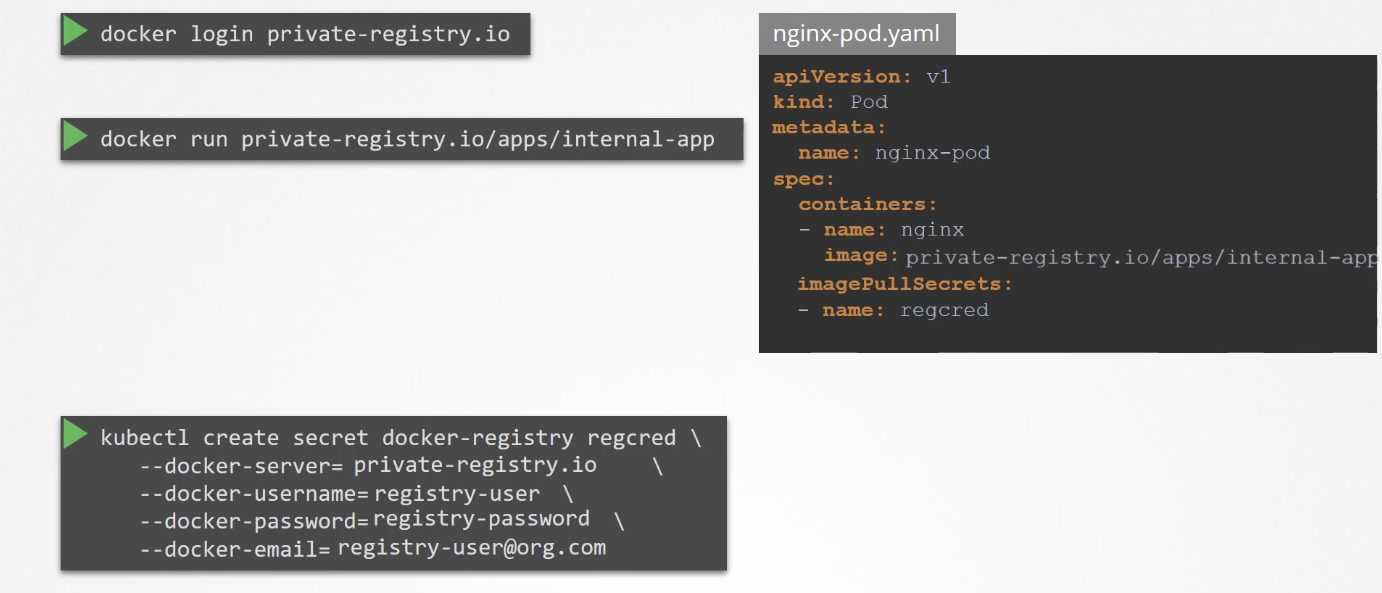 docker login private-registry.io
docker run private-registry.io/apps/internal-app
nginx-pod.yaml
apiVersion: v1
kind: Pod
metadata:
  name: nginx-pod
spec:
  containers:
  - name: nginx
    image: private-registry.io/apps/internal-app
  imagePullSecrets:
  - name: regcred
kubectl create secret docker-registry regcred \
   --docker-server= private-registry.io \
   --docker-username= registry-user \
   --docker-password= registry-password \
   --docker-email= registry-user@org.com